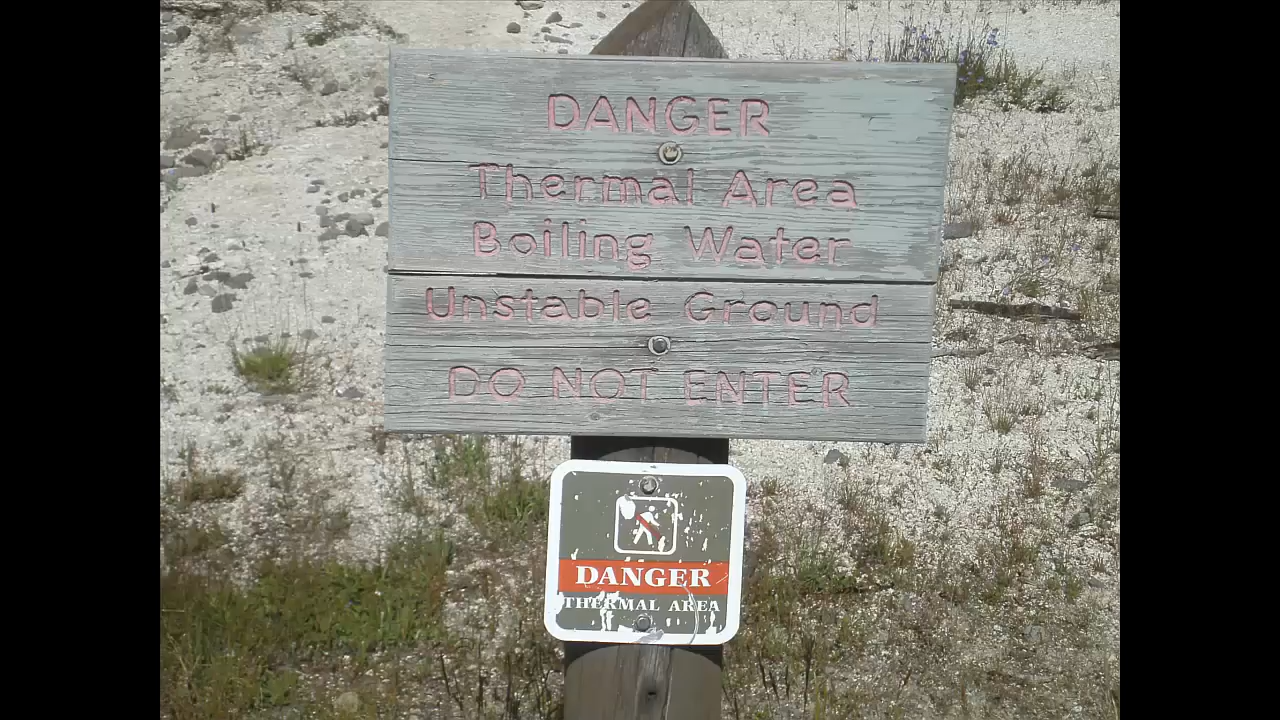 DANGER
Thermal Area
Boiling Water
Unstable Ground
DO NOT ENTER
DANGER
THERMAL AREA